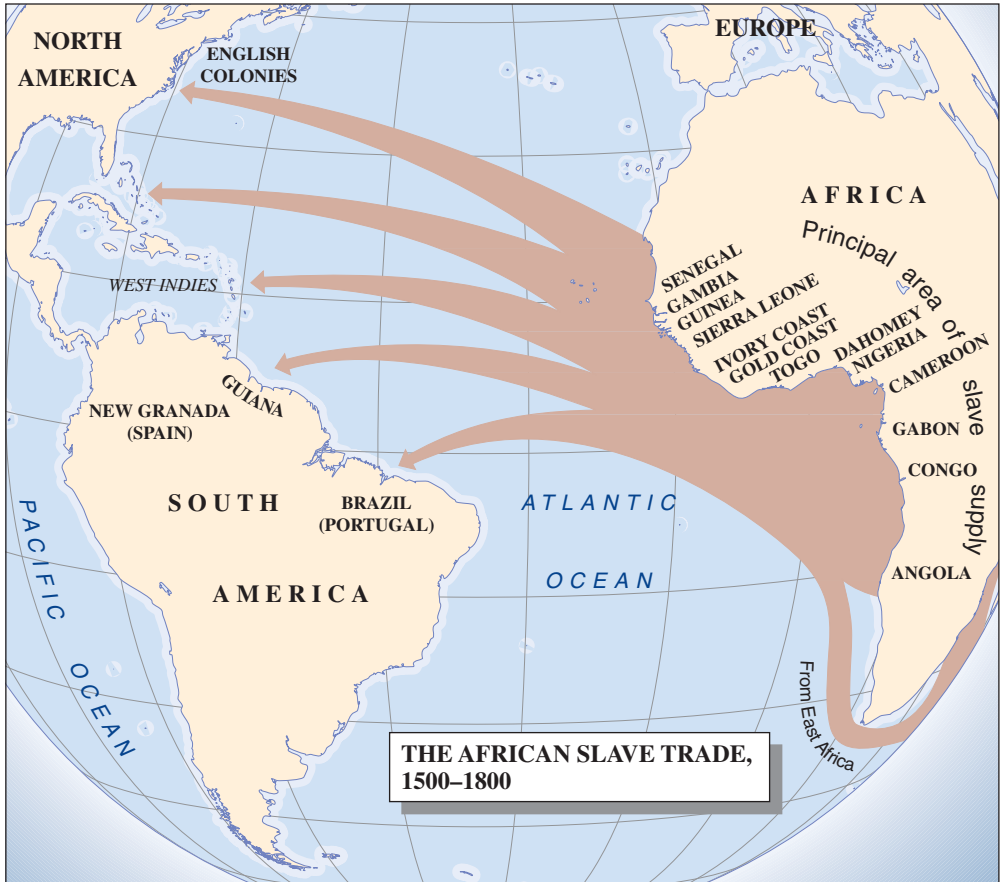 NORTH
AMERICA
ENGLISH
COLONIES
EUROPE
AFRICA
Principal area of slave supply
WEST INDIES
SENEGAL
GAMBIA
GUINEA
SIERRA LEONE
IVORY COAST
GOLD COAST
TOGO
DAHOMEY
NIGERIA
CAMEROON
GABON
CONGO
ANGOLA
GUIANA
NEW GRANADA
(SPAIN)
SOUTH
AMERICA
BRAZIL
(PORTUGAL)
ATLANTIC
OCEAN
PACIFIC OCEAN
From East Africa
THE AFRICAN SLAVE TRADE,
1500–1800